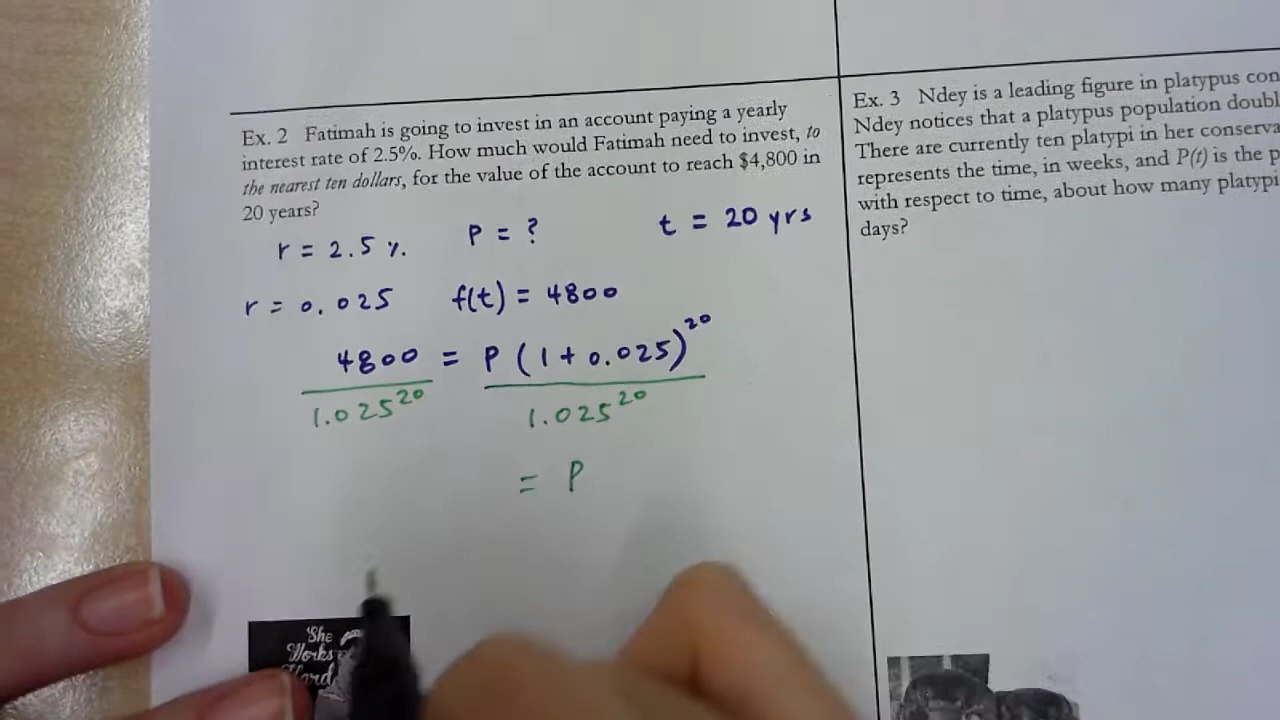 Ex. 2 Fatimah is going to invest in an account paying a yearly
interest rate of 2.5%. How much would Fatimah need to invest, to
the nearest ten dollars, for the value of the account to reach $4,800 in
20 years?
r = 2.5 %. P = ? t = 20 yrs
r = 0.025 f(t) = 4800
4800 = P (1 + 0.025)^20
1.025^20 1.025^20
= P
She
Works
Hard
Ex. 3 Ndey is a leading figure in platypus con
Ndey notices that a platypus population doubl
There are currently ten platypi in her conserva
represents the time, in weeks, and P(t) is the p
with respect to time, about how many platypi
days?